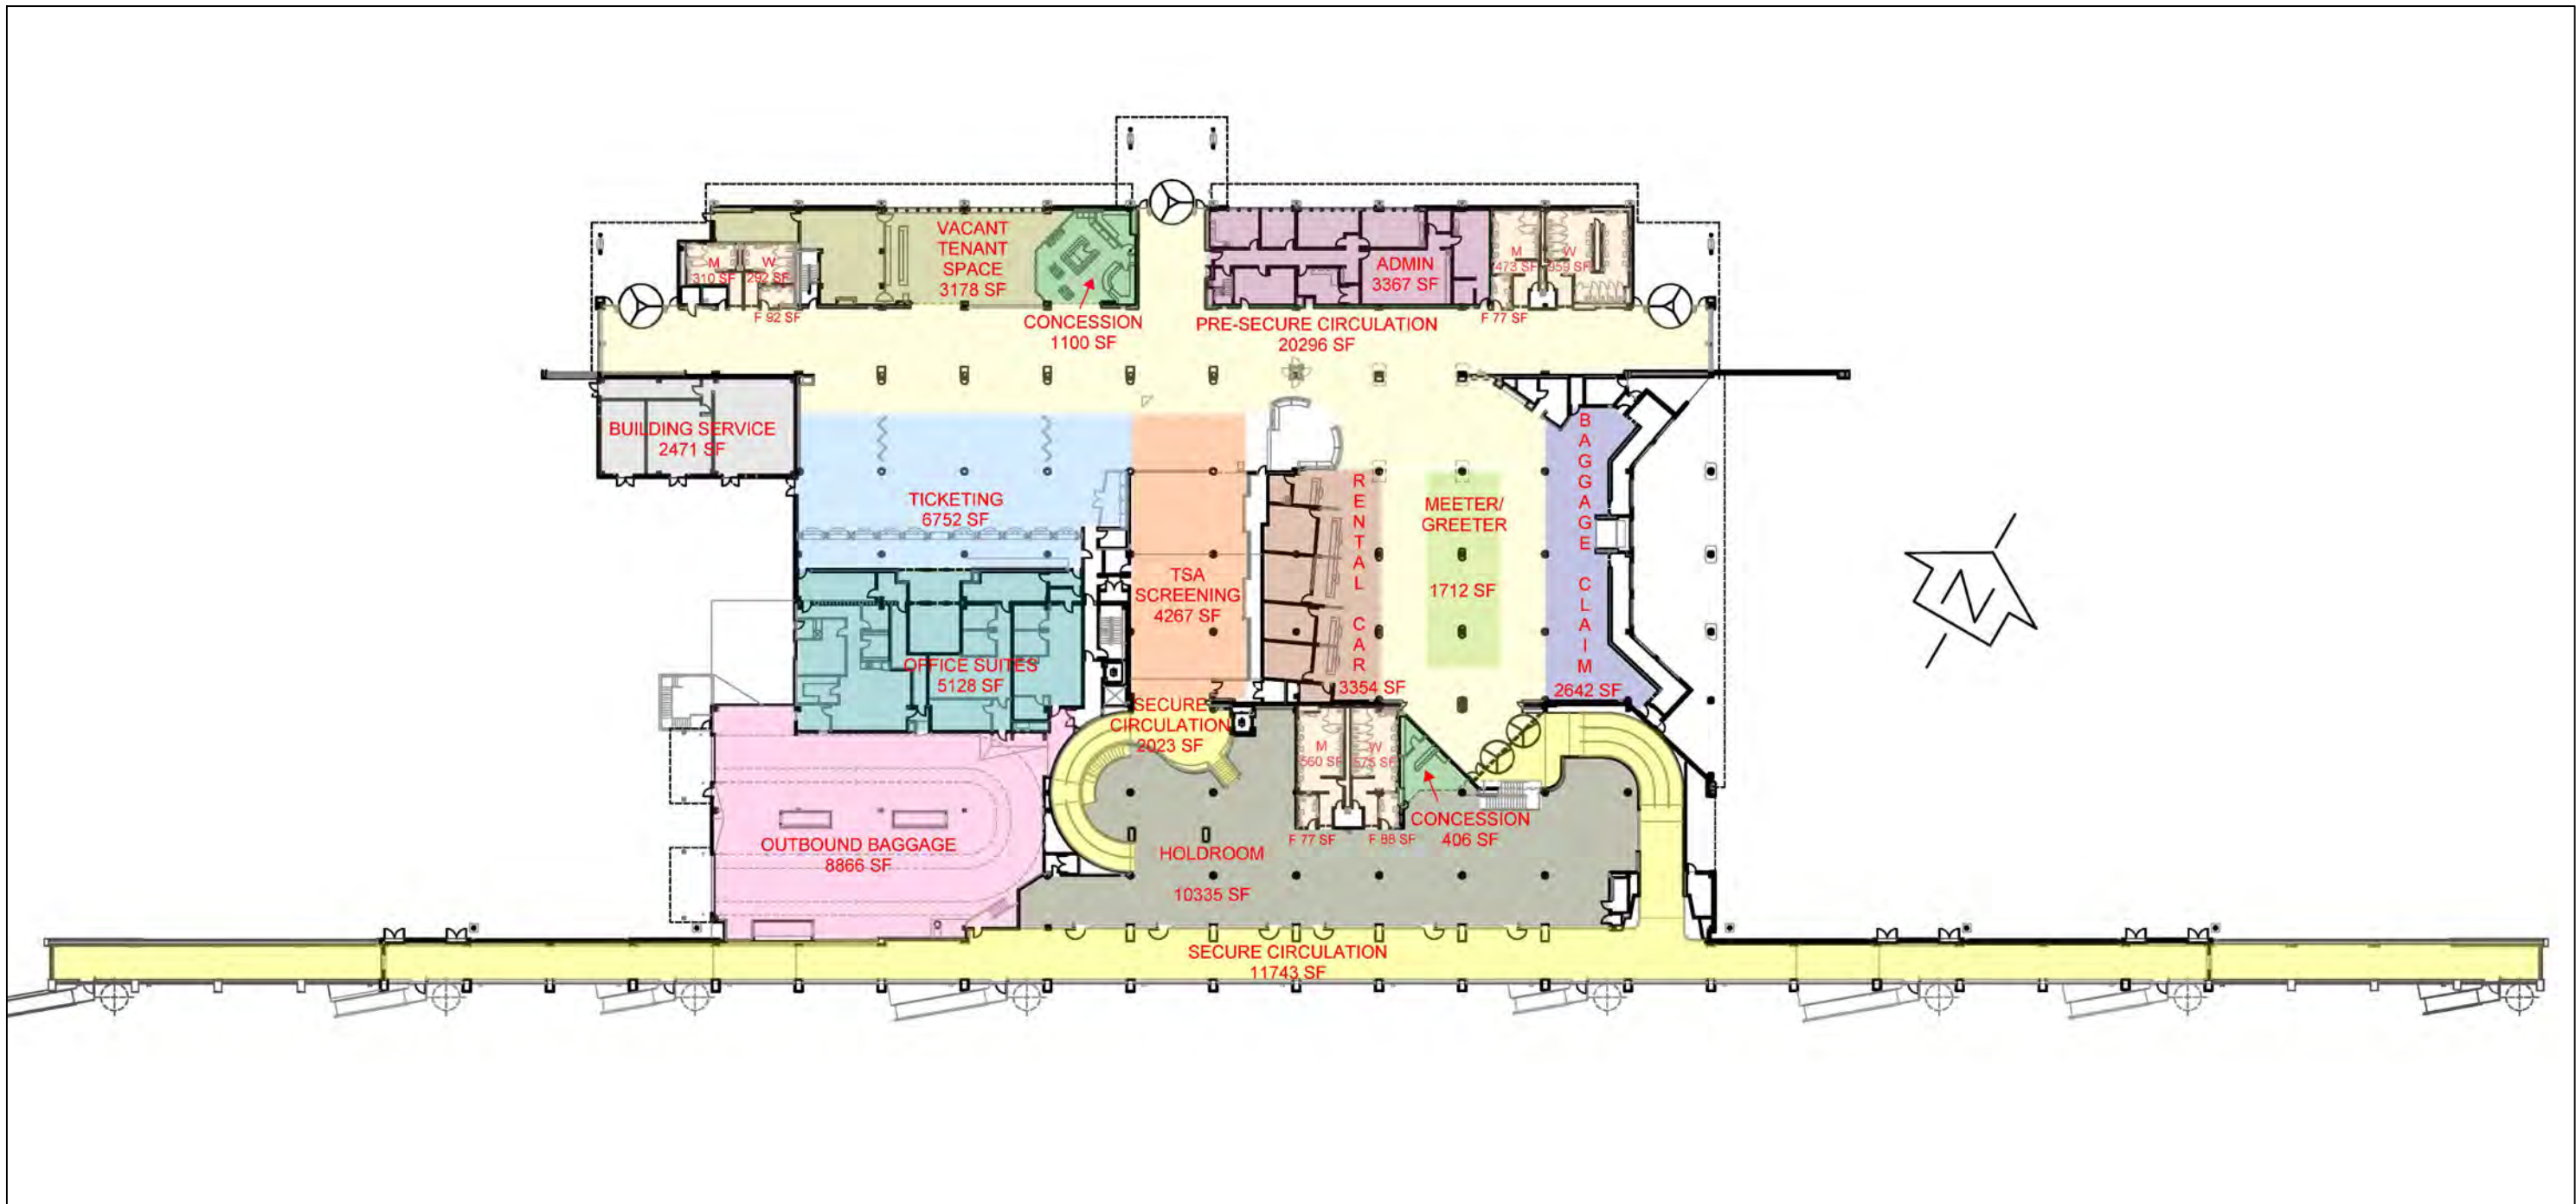 VACANT
TENANT
SPACE
3178 SF
M
310 SF
W
292 SF
F 92 SF
CONCESSION
1100 SF
ADMIN
3367 SF
M
473 SF
W
959 SF
F 77 SF
PRE-SECURE CIRCULATION
20296 SF
BUILDING SERVICE
2471 SF
TICKETING
6752 SF
TSA
SCREENING
4267 SF
RENTAL CAR
3354 SF
MEETER/
GREETER
1712 SF
BAGGAGE CLAIM
2642 SF
N
OFFICE SUITES
5128 SF
SECURE
CIRCULATION
2023 SF
M
560 SF
W
575 SF
F 77 SF
F 88 SF
CONCESSION
406 SF
OUTBOUND BAGGAGE
8866 SF
HOLDROOM
10335 SF
SECURE CIRCULATION
11743 SF